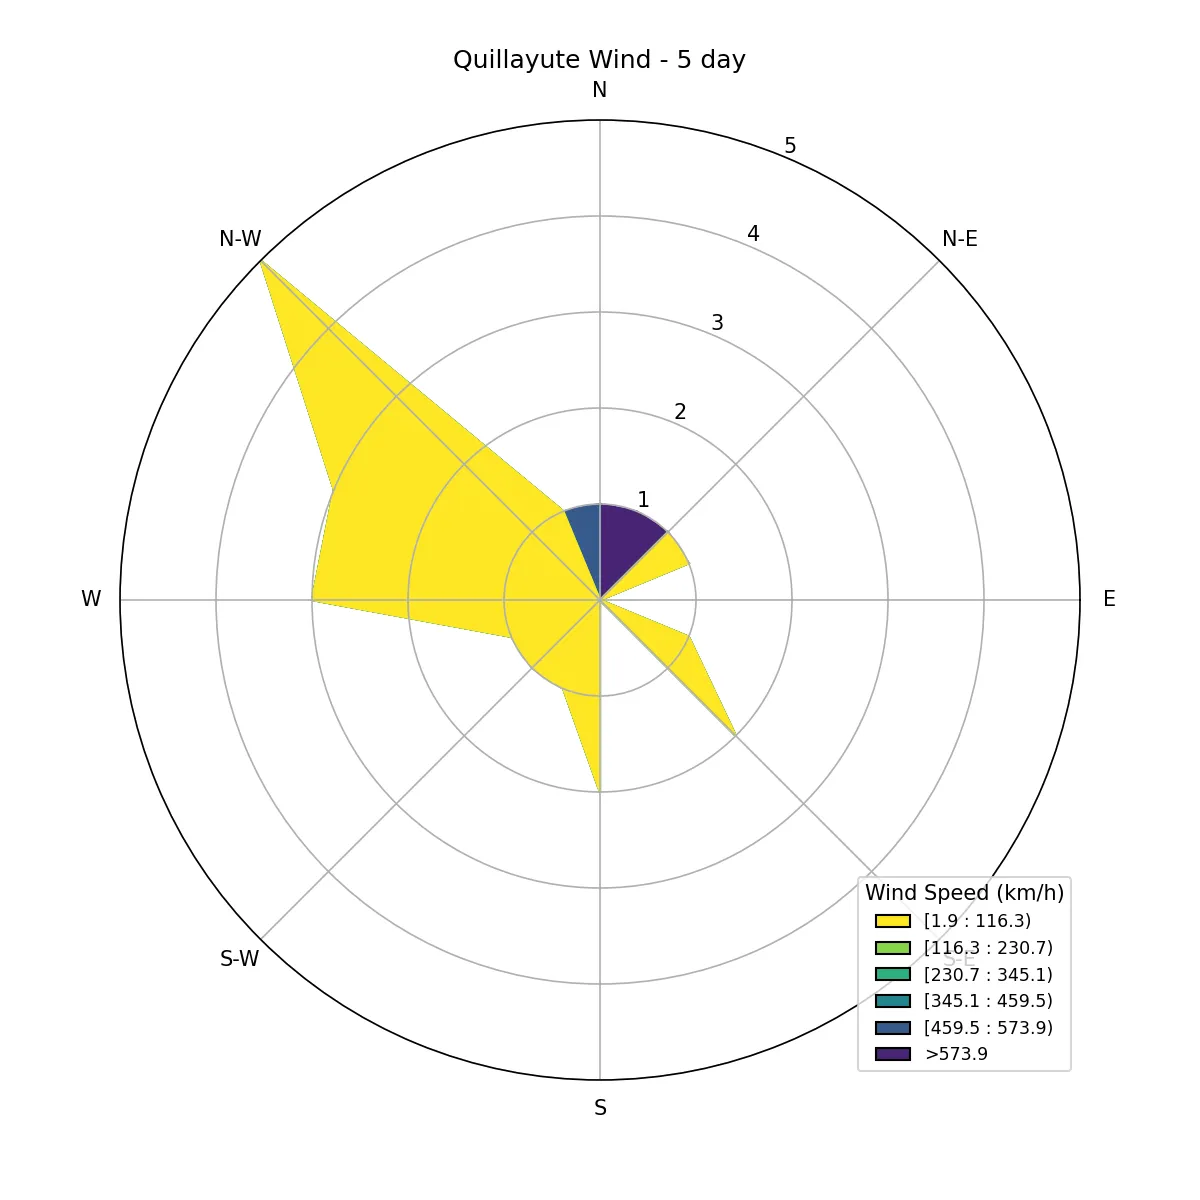 Quillayute Wind - 5 day
N
5
N-W
4
N-E
3
2
1
W
E
S-W
S-E
S
Wind Speed (km/h)
[1.9 : 116.3)
[116.3 : 230.7)
[230.7 : 345.1)
[345.1 : 459.5)
[459.5 : 573.9)
>573.9